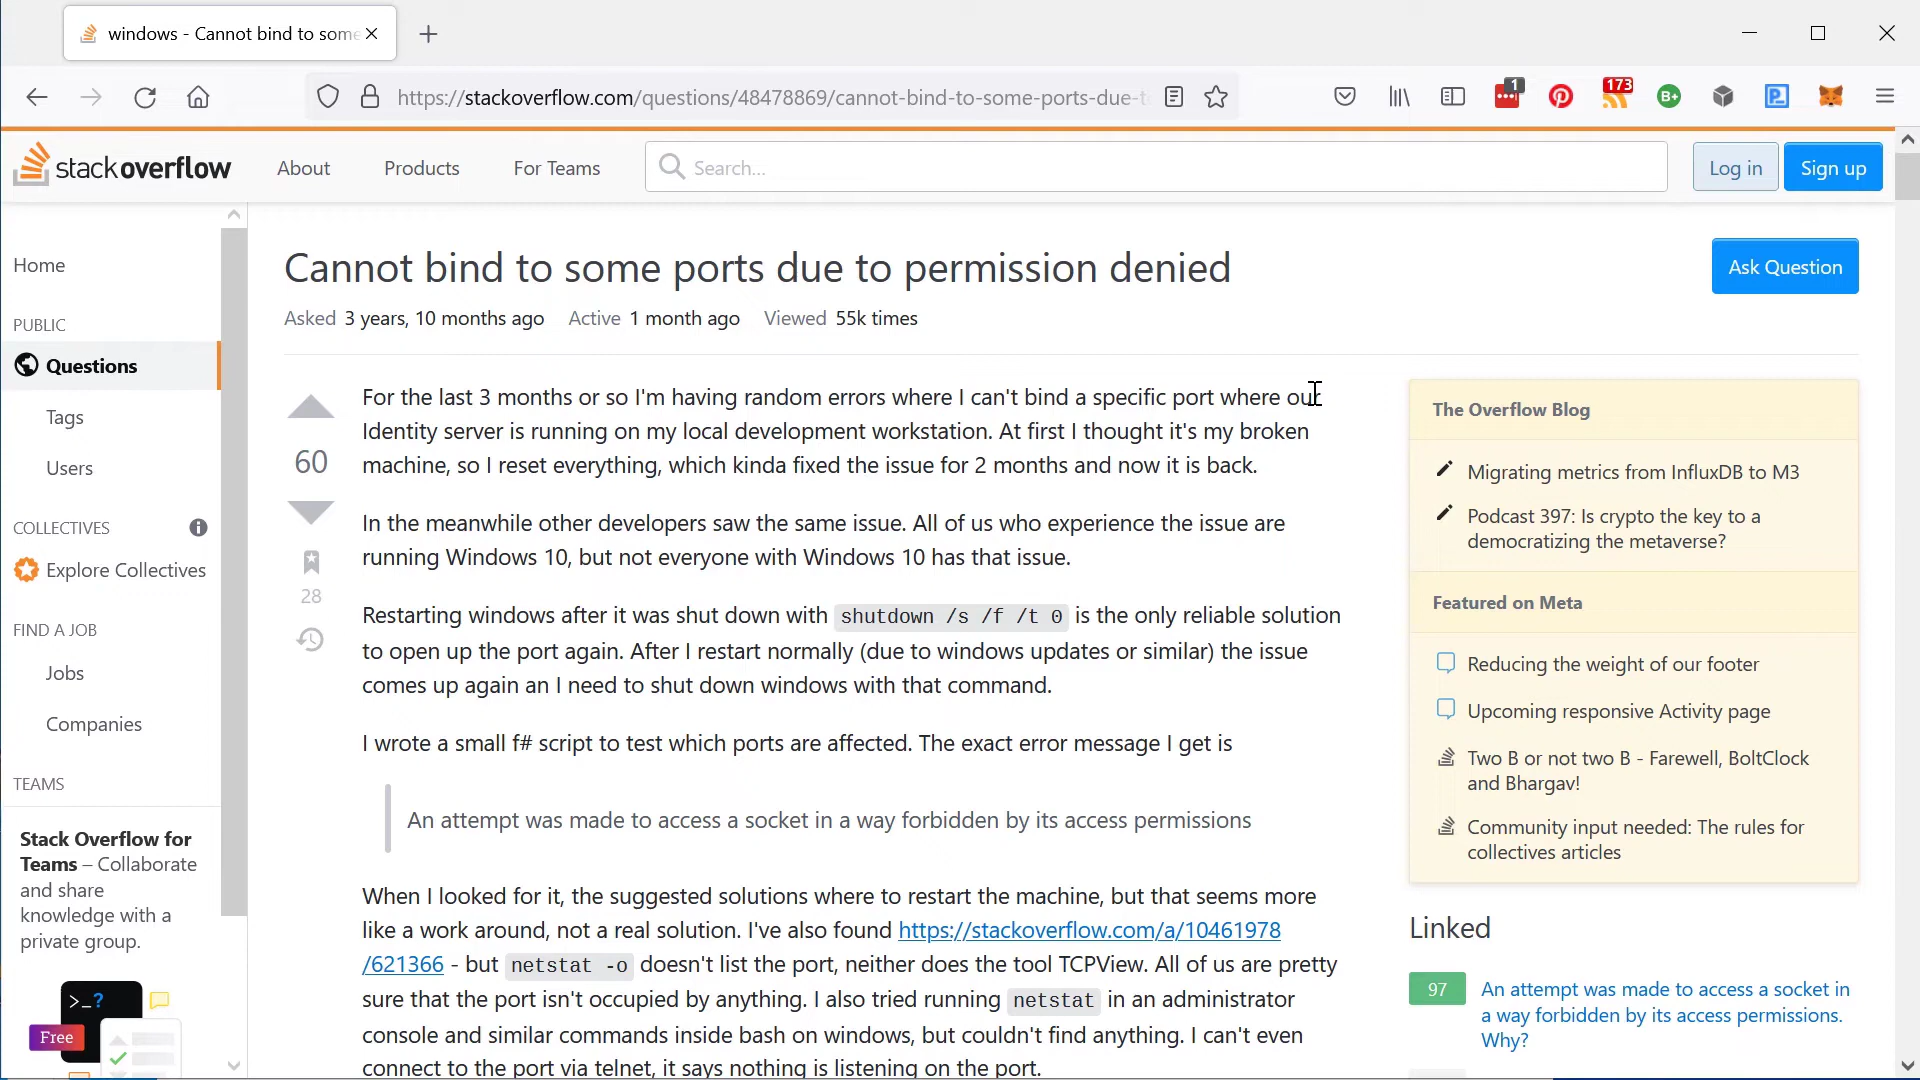 windows - Cannot bind to some
https://stackoverflow.com/questions/48478869/cannot-bind-to-some-ports-due-t
1
173
B+
stackoverflow
About
Products
For Teams
Search...
Log in
Sign up
Home
PUBLIC
Questions
Tags
Users
COLLECTIVES
Explore Collectives
FIND A JOB
Jobs
Companies
TEAMS
Stack Overflow for
Teams – Collaborate
and share
knowledge with a
private group.
>_?
Free
Cannot bind to some ports due to permission denied
Ask Question
Asked 3 years, 10 months ago Active 1 month ago Viewed 55k times
60
28
For the last 3 months or so I'm having random errors where I can't bind a specific port where our
Identity server is running on my local development workstation. At first I thought it's my broken
machine, so I reset everything, which kinda fixed the issue for 2 months and now it is back.
In the meanwhile other developers saw the same issue. All of us who experience the issue are
running Windows 10, but not everyone with Windows 10 has that issue.
Restarting windows after it was shut down with shutdown /s /f /t 0 is the only reliable solution
to open up the port again. After I restart normally (due to windows updates or similar) the issue
comes up again an I need to shut down windows with that command.
I wrote a small f# script to test which ports are affected. The exact error message I get is
An attempt was made to access a socket in a way forbidden by its access permissions
When I looked for it, the suggested solutions where to restart the machine, but that seems more
like a work around, not a real solution. I've also found https://stackoverflow.com/a/10461978
/621366 - but netstat -o doesn't list the port, neither does the tool TCPView. All of us are pretty
sure that the port isn't occupied by anything. I also tried running netstat in an administrator
console and similar commands inside bash on windows, but couldn't find anything. I can't even
connect to the port via telnet, it says nothing is listening on the port.
The Overflow Blog
Migrating metrics from InfluxDB to M3
Podcast 397: Is crypto the key to a
democratizing the metaverse?
Featured on Meta
Reducing the weight of our footer
Upcoming responsive Activity page
Two B or not two B - Farewell, BoltClock
and Bhargav!
Community input needed: The rules for
collectives articles
Linked
97
An attempt was made to access a socket in
a way forbidden by its access permissions.
Why?